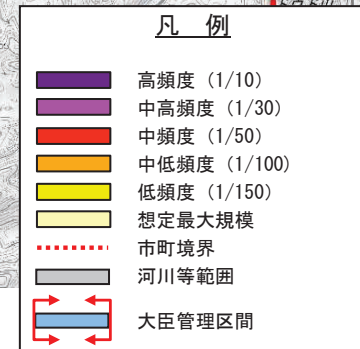 凡 例
高頻度 (1/10)
中高頻度 (1/30)
中頻度 (1/50)
中低頻度 (1/100)
低頻度 (1/150)
想定最大規模
市町境界
河川等範囲
大臣管理区間